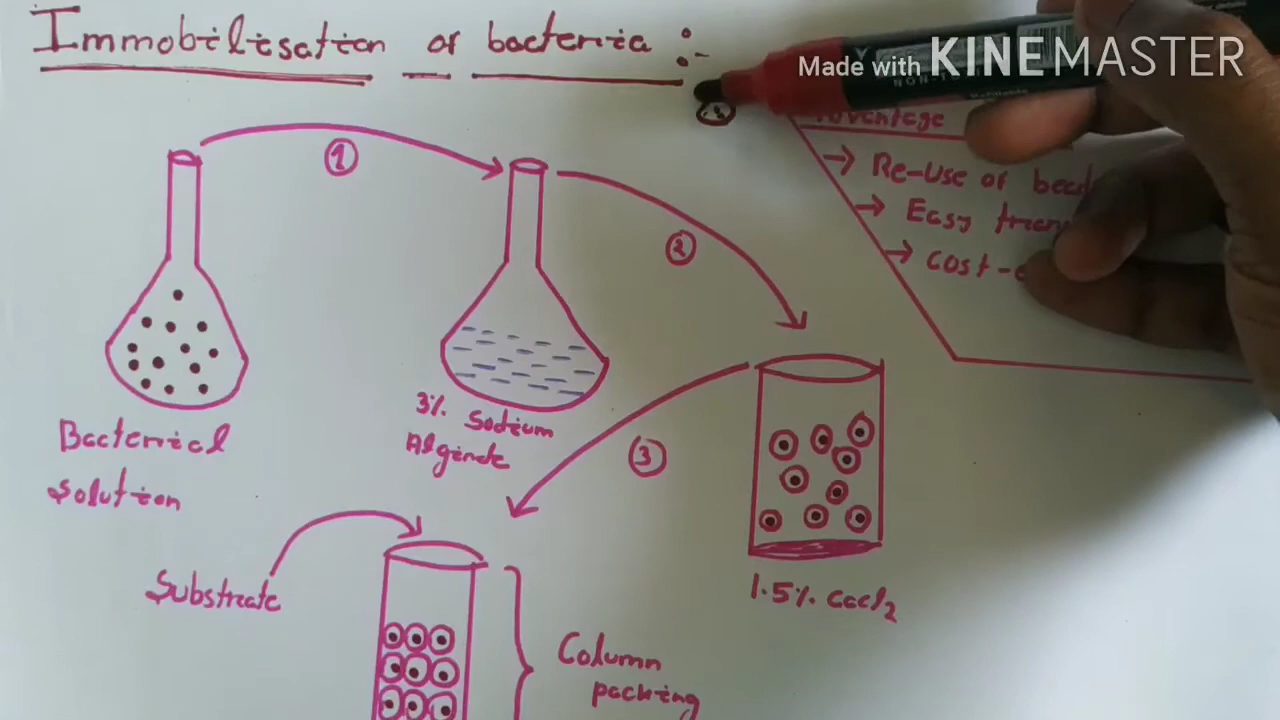 Immobilisation of bacteria :-
Made with KINEMASTER
Advantage
→ Re-Use of
→ Easy
→ Cost-
①
②
③
Bacterial
solution
3% Sodium
Alginate
1.5% CaCl₂
Substrate
Column
packing